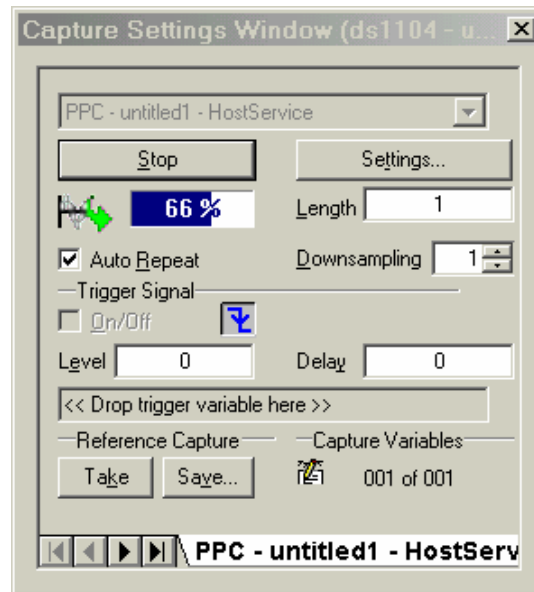 Capture Settings Window (ds1104 - u...
PPC - untitled1 - HostService
Stop
Settings...
66 %
Length 1
Auto Repeat
Downsampling 1
Trigger Signal
On/Off
Level 0
Delay 0
<< Drop trigger variable here >>
Reference Capture
Capture Variables
Take
Save...
001 of 001
PPC - untitled1 - HostServ